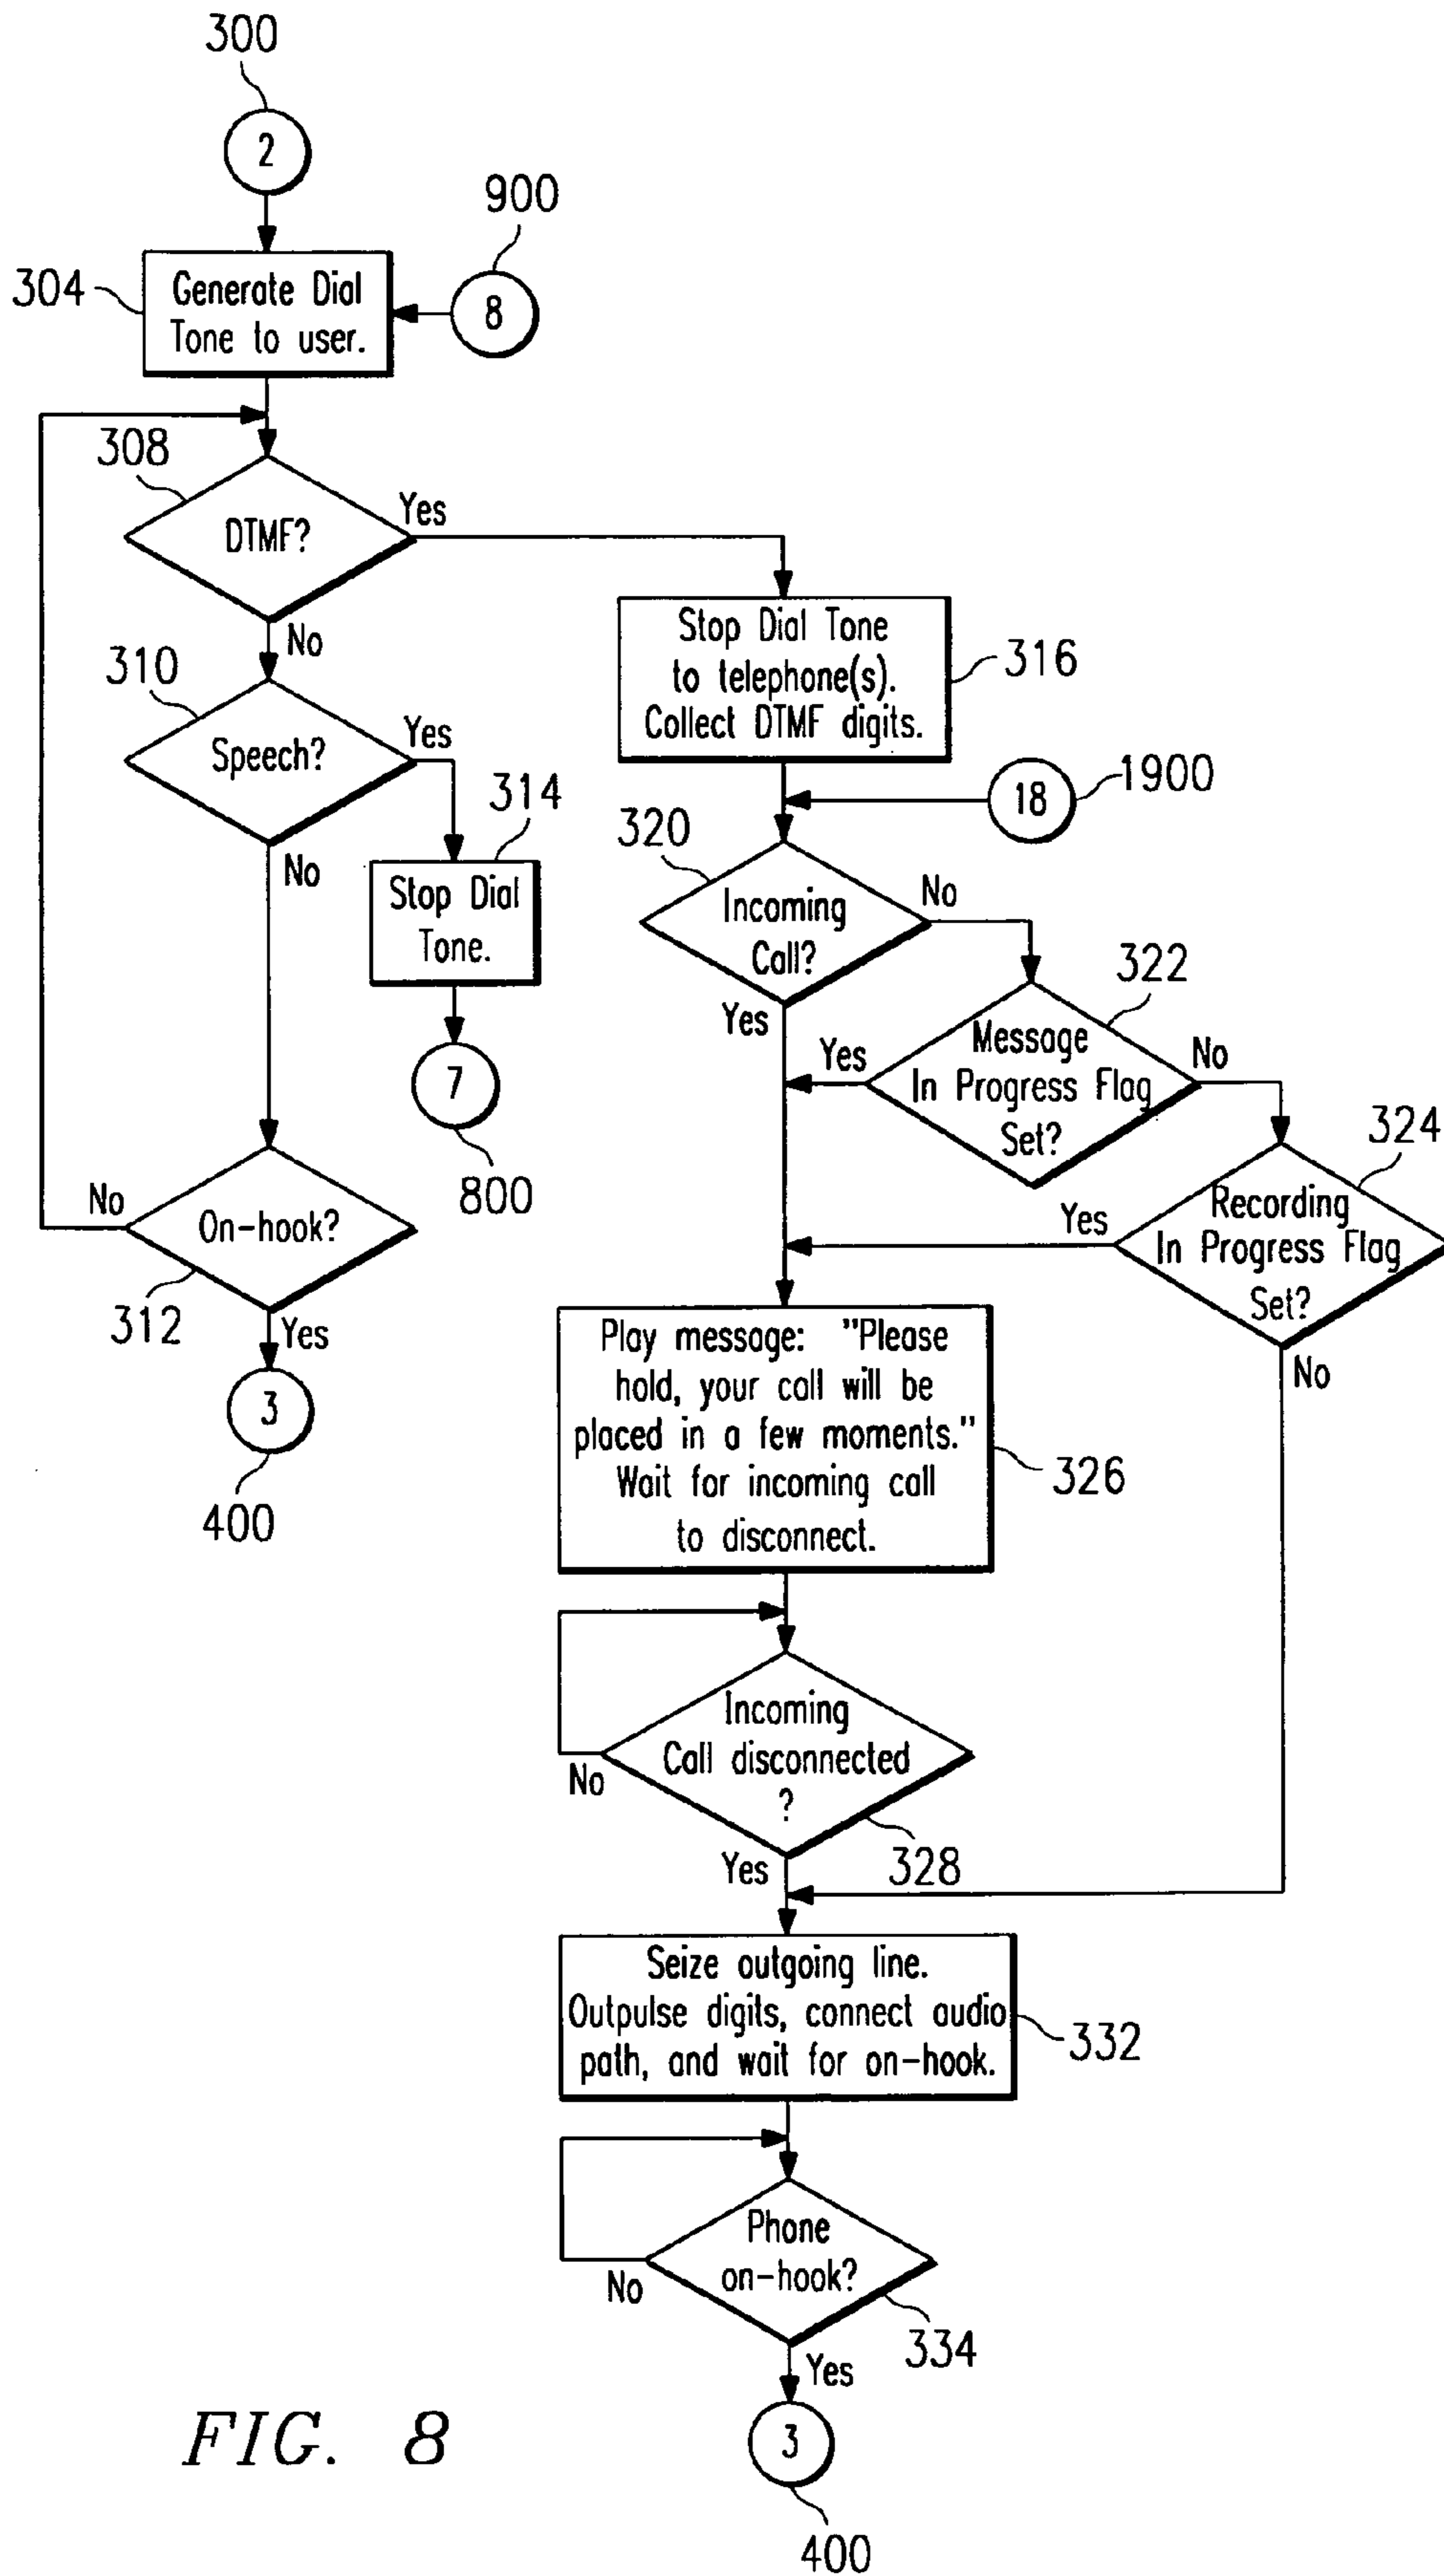 300
2
900
304
Generate Dial
Tone to user.
8
308
DTMF?
Yes
No
Stop Dial Tone
to telephone(s).
Collect DTMF digits.
316
310
Speech?
Yes
No
314
Stop Dial
Tone.
7
800
18
1900
320
Incoming
Call?
No
Yes
322
Message
In Progress Flag
Set?
Yes
No
324
Recording
In Progress Flag
Set?
Yes
No
On-hook?
No
312
Yes
3
400
Play message: "Please
hold, your call will be
placed in a few moments."
Wait for incoming call
to disconnect.
326
Incoming
Call disconnected
?
No
328
Yes
Seize outgoing line.
Outpulse digits, connect audio
path, and wait for on-hook.
332
Phone
on-hook?
No
334
Yes
3
400
FIG. 8